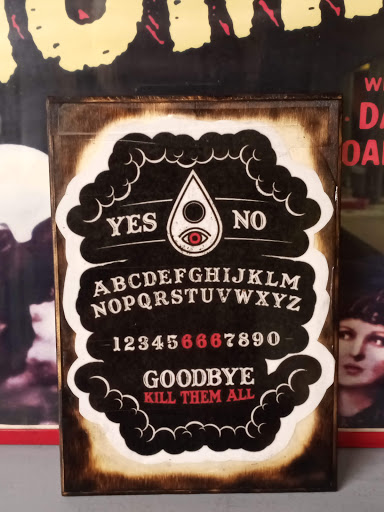 YES NO
ABCDEFGHIJKLM
NOPQRSTUVWXYZ
123456667890
GOODBYE
KILL THEM ALL